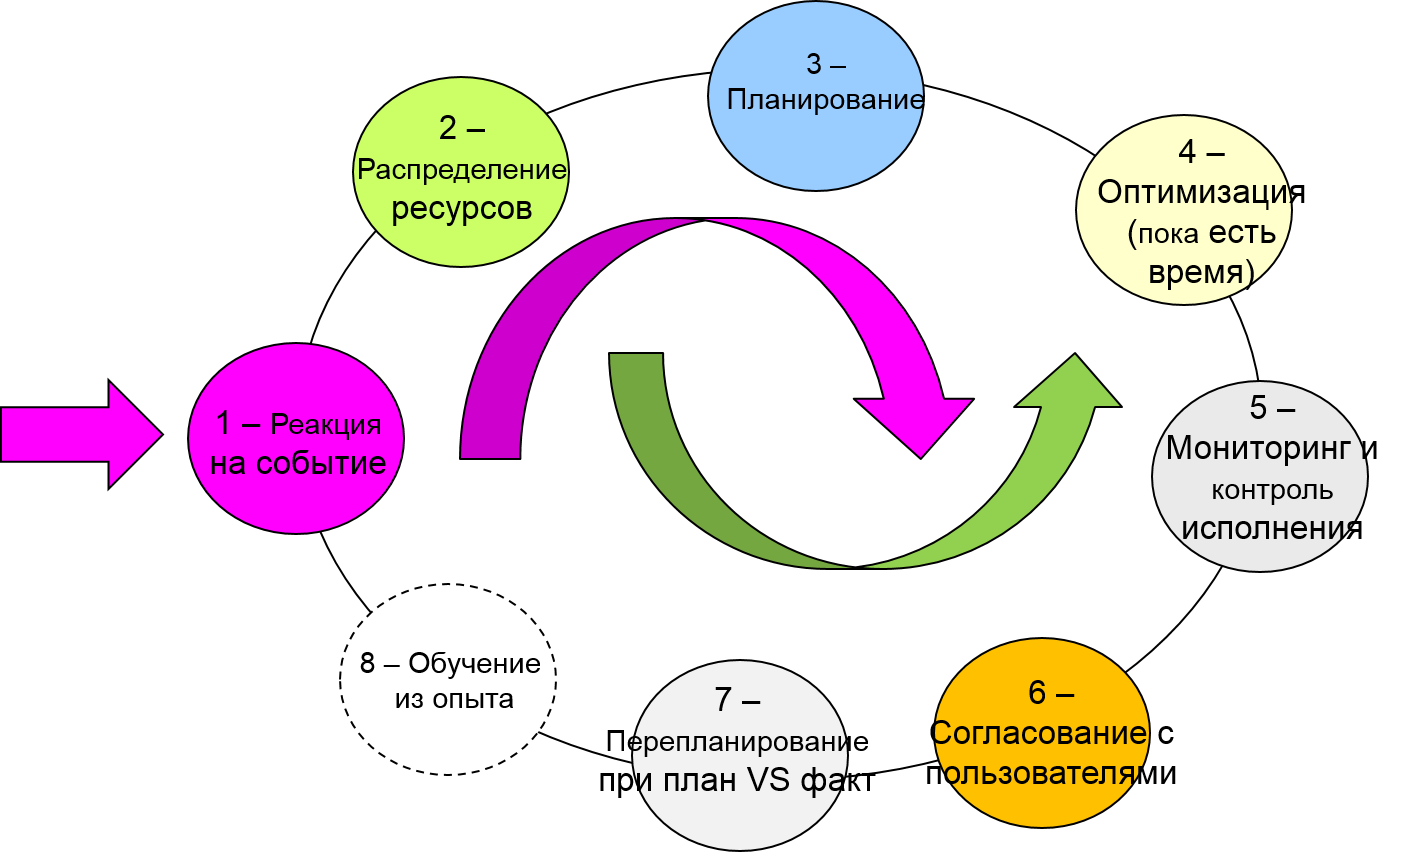 1 – Реакция
на событие
2 –
Распределение
ресурсов
3 –
Планирование
4 –
Оптимизация
(пока есть
время)
5 –
Мониторинг и
контроль
исполнения
6 –
Согласование с
пользователями
7 –
Перепланирование
при план VS факт
8 – Обучение
из опыта